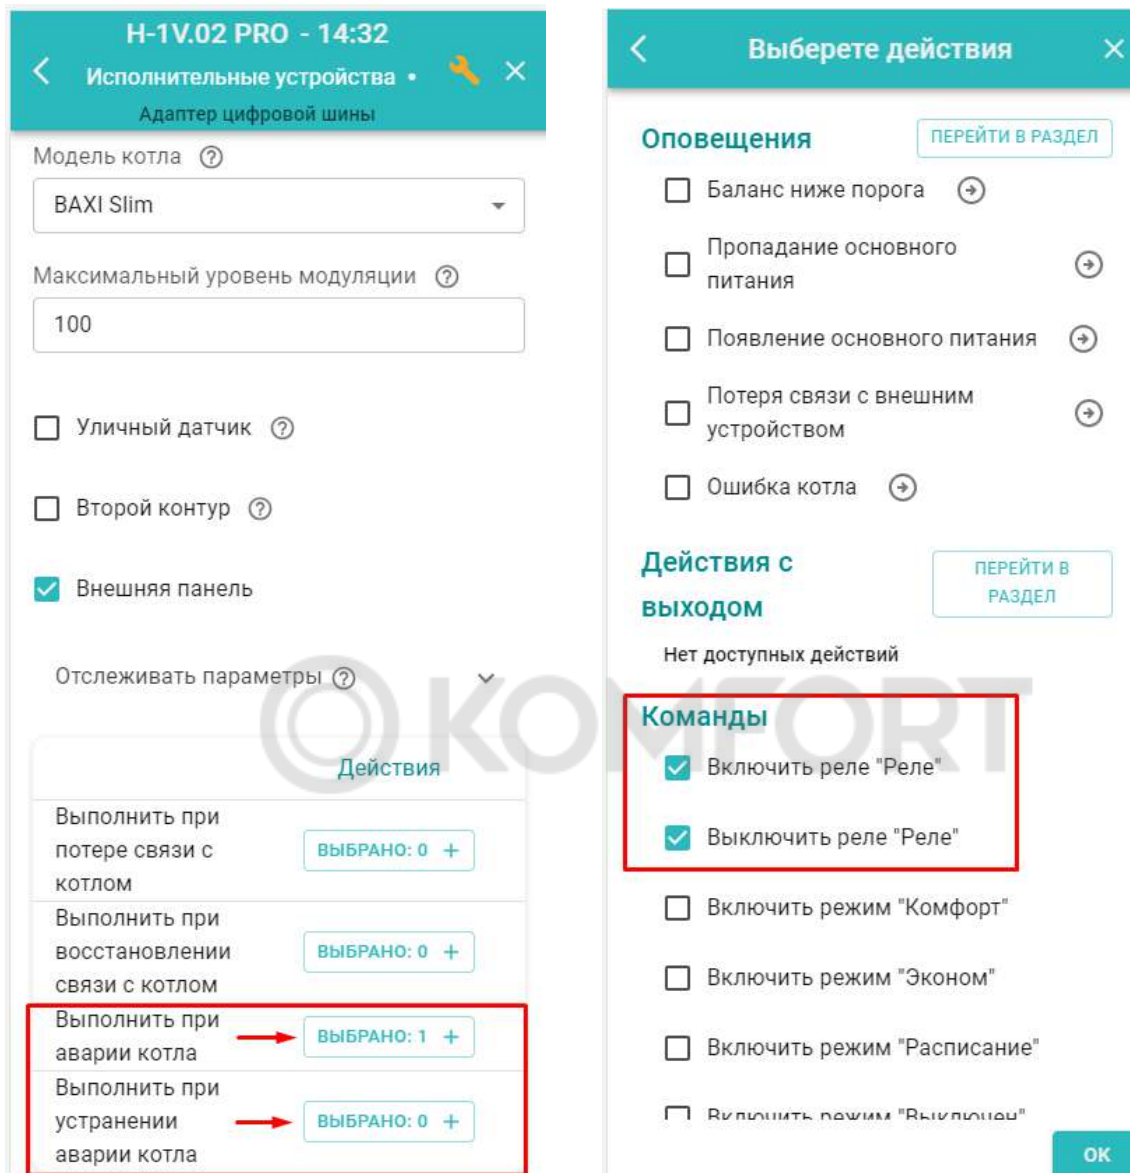 H-1V.02 PRO - 14:32
Исполнительные устройства •
Адаптер цифровой шины
Модель котла
BAXI Slim
Максимальный уровень модуляции
100
Уличный датчик
Второй контур
Внешняя панель
Отслеживать параметры
Действия
Выполнить при
потере связи с
котлом
ВЫБРАНО: 0 +
Выполнить при
восстановлении
связи с котлом
ВЫБРАНО: 0 +
Выполнить при
аварии котла
ВЫБРАНО: 1 +
Выполнить при
устранении
аварии котла
ВЫБРАНО: 0 +
Выберете действия
Оповещения
ПЕРЕЙТИ В РАЗДЕЛ
Баланс ниже порога
Пропадание основного
питания
Появление основного питания
Потеря связи с внешним
устройством
Ошибка котла
Действия с
выходом
ПЕРЕЙТИ В
РАЗДЕЛ
Нет доступных действий
Команды
Включить реле "Реле"
Выключить реле "Реле"
Включить режим "Комфорт"
Включить режим "Эконом"
Включить режим "Расписание"
Включить режим "Выключен"
ОК
KOMFORT